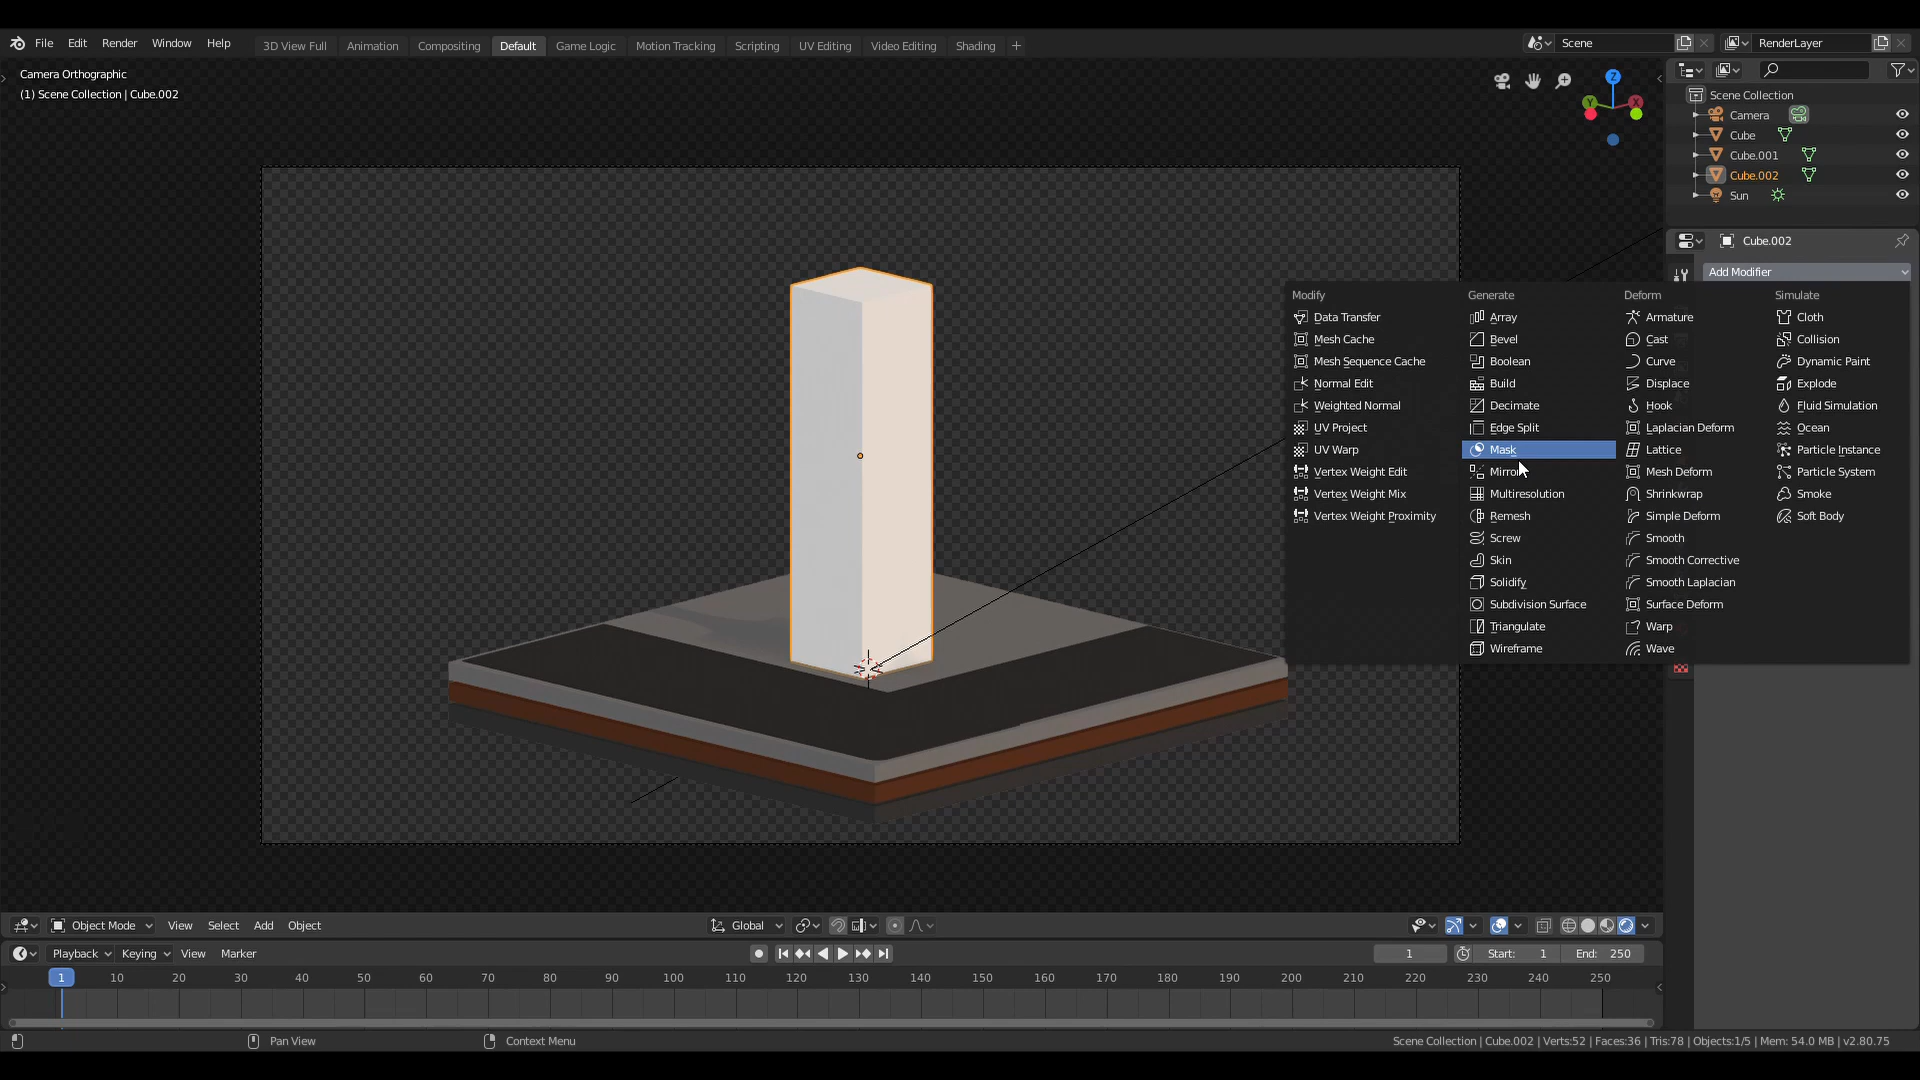 File Edit Render Window Help 3D View Full Animation Compositing Default Game Logic Motion Tracking Scripting UV Editing Video Editing Shading + Scene RenderLayer
Camera Orthographic
(1) Scene Collection | Cube.002
Z
Y
X
Scene Collection
Camera
Cube
Cube.001
Cube.002
Sun
Cube.002
Add Modifier
Modify
Data Transfer
Mesh Cache
Mesh Sequence Cache
Normal Edit
Weighted Normal
UV Project
UV Warp
Vertex Weight Edit
Vertex Weight Mix
Vertex Weight Proximity
Generate
Array
Bevel
Boolean
Build
Decimate
Edge Split
Mask
Mirror
Multiresolution
Remesh
Screw
Skin
Solidify
Subdivision Surface
Triangulate
Wireframe
Deform
Armature
Cast
Curve
Displace
Hook
Laplacian Deform
Lattice
Mesh Deform
Shrinkwrap
Simple Deform
Smooth
Smooth Corrective
Smooth Laplacian
Surface Deform
Warp
Wave
Simulate
Cloth
Collision
Dynamic Paint
Explode
Fluid Simulation
Ocean
Particle Instance
Particle System
Smoke
Soft Body
Object Mode View Select Add Object Global
Playback Keying View Marker 1 Start: 1 End: 250
1 10 20 30 40 50 60 70 80 90 100 110 120 130 140 150 160 170 180 190 200 210 220 230 240 250
Pan View Context Menu Scene Collection | Cube.002 | Verts:52 | Faces:36 | Tris:78 | Objects:1/5 | Mem: 54.0 MB | v2.80.75